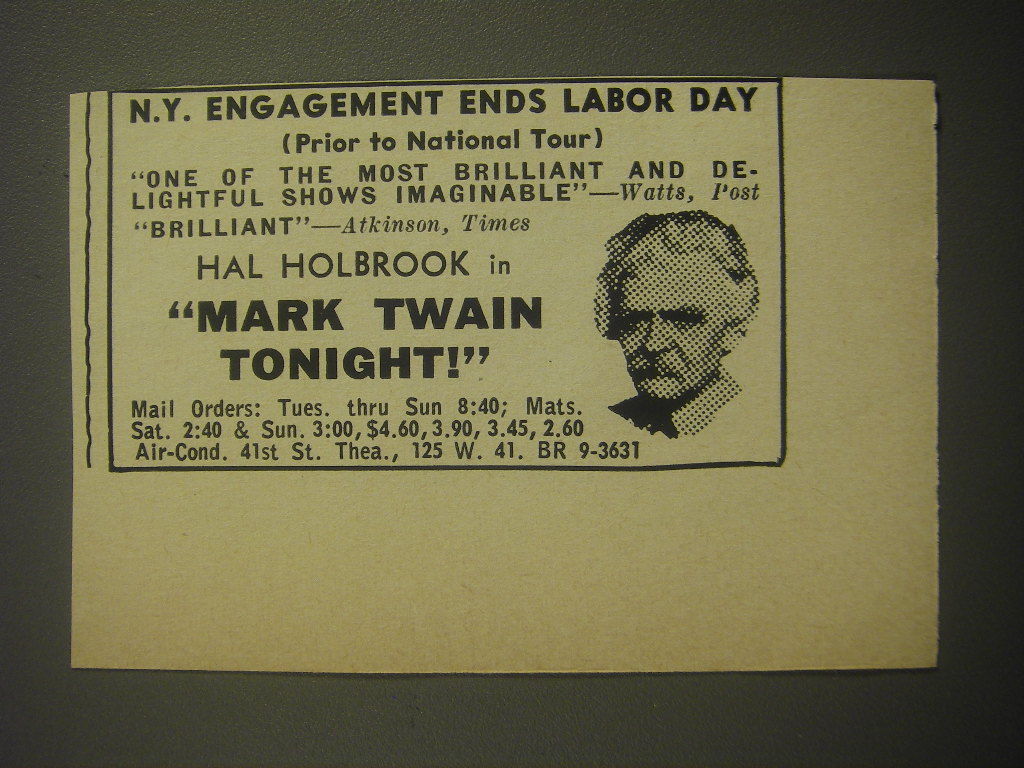 N.Y. ENGAGEMENT ENDS LABOR DAY
(Prior to National Tour)
"ONE OF THE MOST BRILLIANT AND DE-
LIGHTFUL SHOWS IMAGINABLE"—Watts, Post
"BRILLIANT"—Atkinson, Times
HAL HOLBROOK in
"MARK TWAIN
TONIGHT!"
Mail Orders: Tues. thru Sun 8:40; Mats.
Sat. 2:40 & Sun. 3:00, $4.60, 3.90, 3.45, 2.60
Air-Cond. 41st St. Thea., 125 W. 41. BR 9-3631